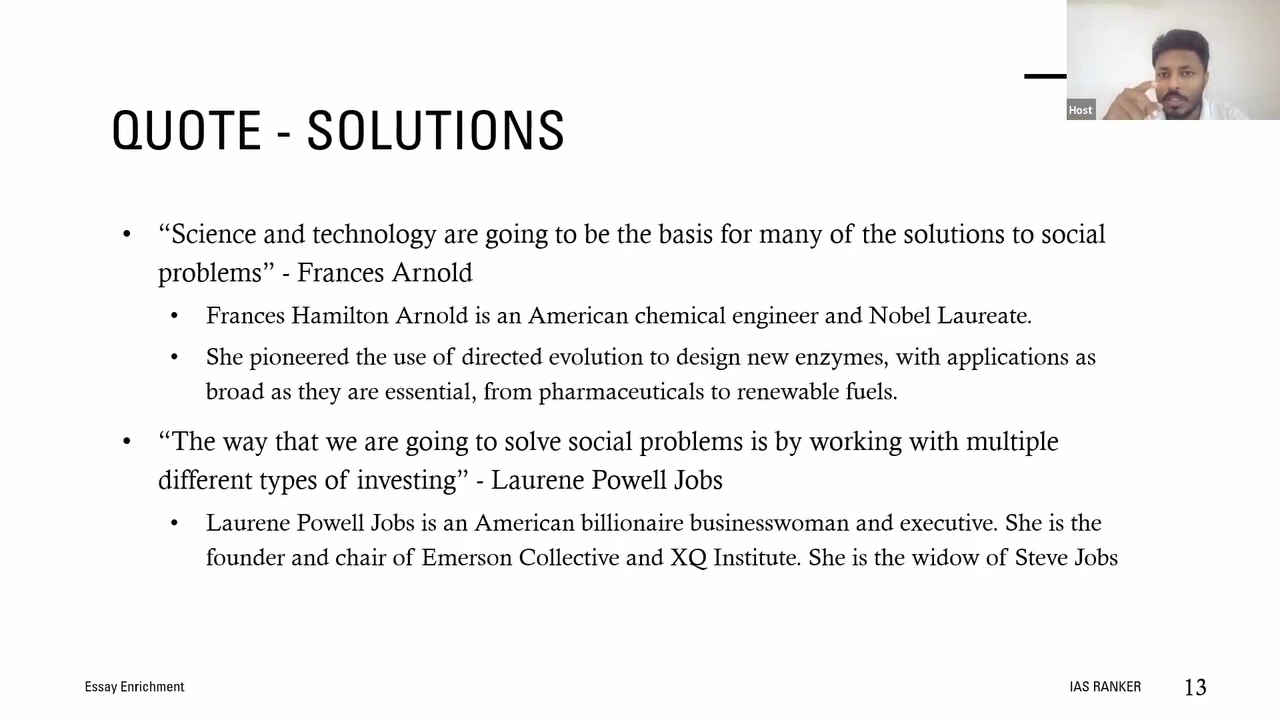 Host
QUOTE - SOLUTIONS
• “Science and technology are going to be the basis for many of the solutions to social
problems” - Frances Arnold
• Frances Hamilton Arnold is an American chemical engineer and Nobel Laureate.
• She pioneered the use of directed evolution to design new enzymes, with applications as
broad as they are essential, from pharmaceuticals to renewable fuels.
• “The way that we are going to solve social problems is by working with multiple
different types of investing” - Laurene Powell Jobs
• Laurene Powell Jobs is an American billionaire businesswoman and executive. She is the
founder and chair of Emerson Collective and XQ Institute. She is the widow of Steve Jobs
Essay Enrichment
IAS RANKER
13